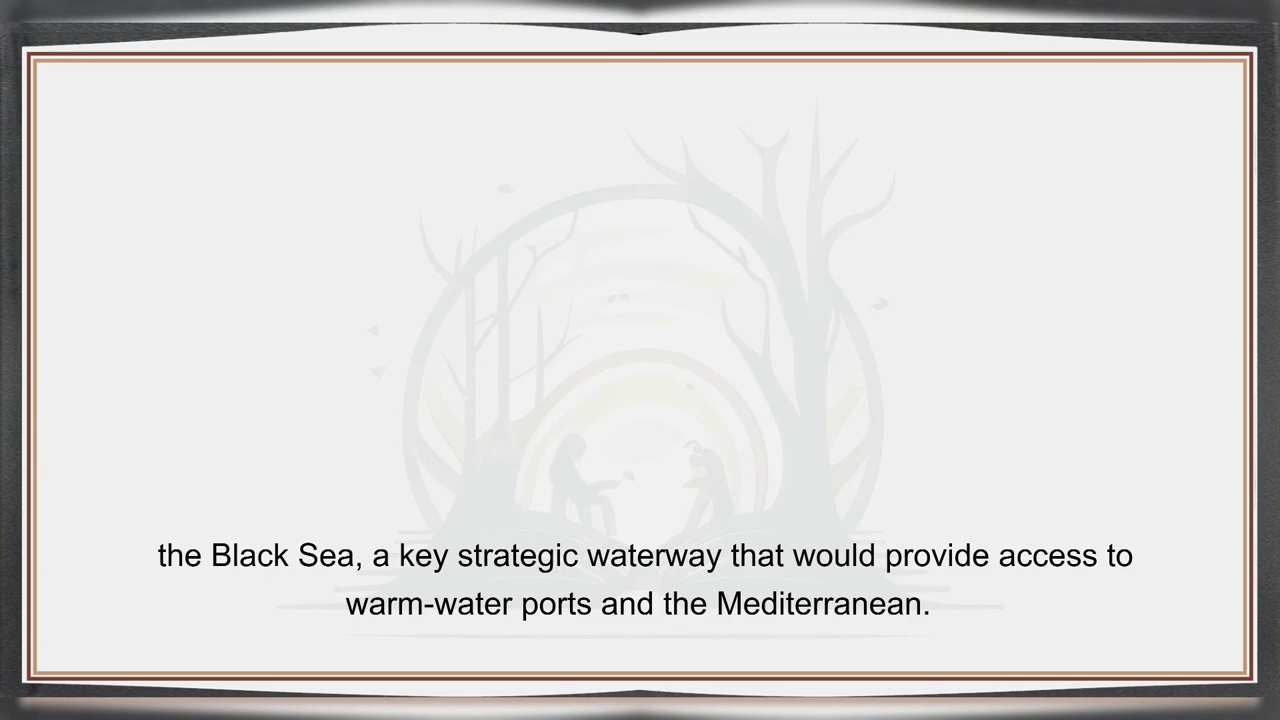 the Black Sea, a key strategic waterway that would provide access to
warm-water ports and the Mediterranean.